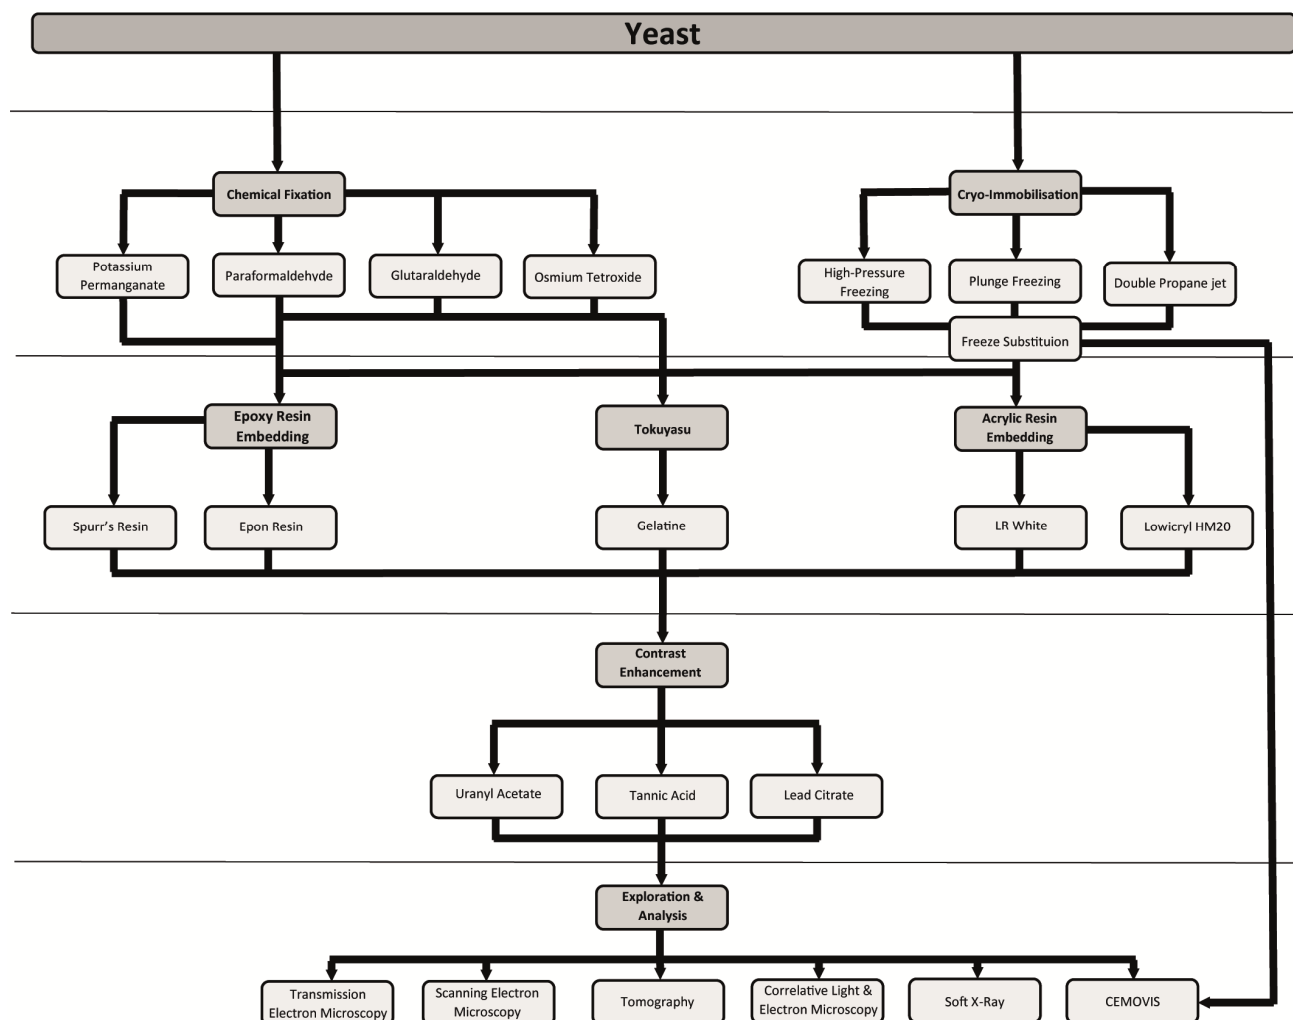 Yeast
Chemical Fixation
Cryo-Immobilisation
Potassium
Permanganate
Paraformaldehyde
Glutaraldehyde
Osmium Tetroxide
High-Pressure
Freezing
Plunge Freezing
Double Propane jet
Freeze Substituion
Epoxy Resin
Embedding
Tokuyasu
Acrylic Resin
Embedding
Spurr's Resin
Epon Resin
Gelatine
LR White
Lowicryl HM20
Contrast
Enhancement
Uranyl Acetate
Tannic Acid
Lead Citrate
Exploration &
Analysis
Transmission
Electron Microscopy
Scanning Electron
Microscopy
Tomography
Correlative Light &
Electron Microscopy
Soft X-Ray
CEMOVIS